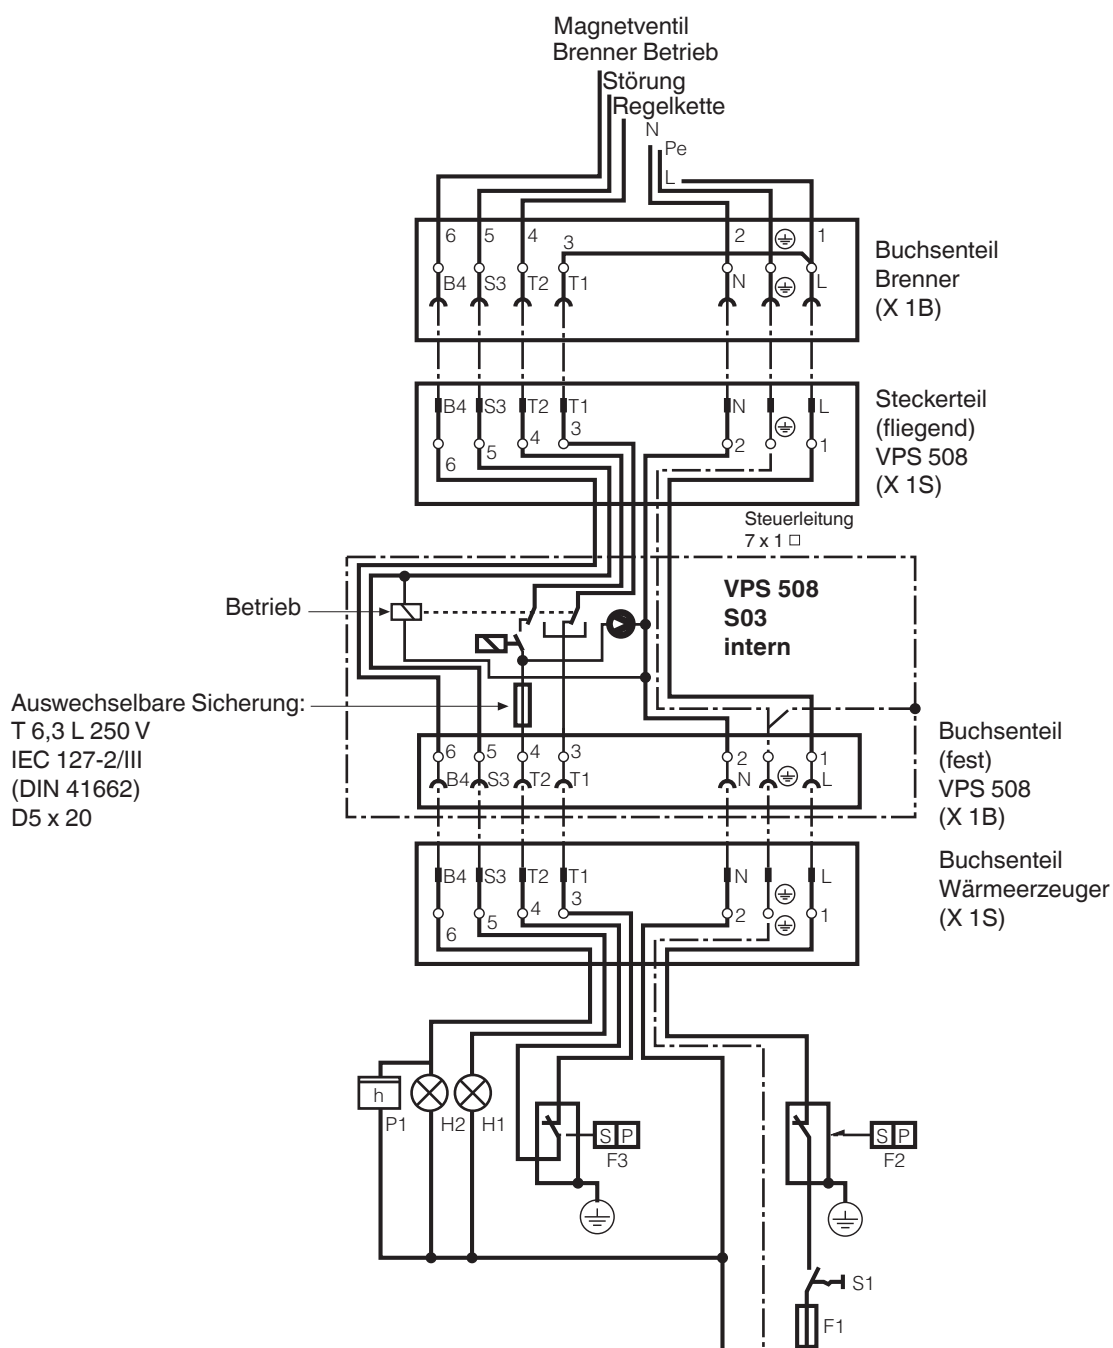 Magnetventil
Brenner Betrieb
Störung
Regelkette
N
Pe
L
6 5 4 3 2 1
B4 S3 T2 T1 N L
Buchsenteil
Brenner
(X 1B)
B4 S3 T2 T1 N L
6 5 4 3 2 1
Steckerteil
(fliegend)
VPS 508
(X 1S)
Steuerleitung
7 x 1 □
VPS 508
S03
intern
Betrieb
Auswechselbare Sicherung:
T 6,3 L 250 V
IEC 127-2/III
(DIN 41662)
D5 x 20
6 5 4 3 2 1
B4 S3 T2 T1 N L
Buchsenteil
(fest)
VPS 508
(X 1B)
B4 S3 T2 T1 N L
6 5 4 3 2 1
Buchsenteil
Wärmeerzeuger
(X 1S)
h
P1 H2 H1
S P
F3
S P
F2
S1
F1